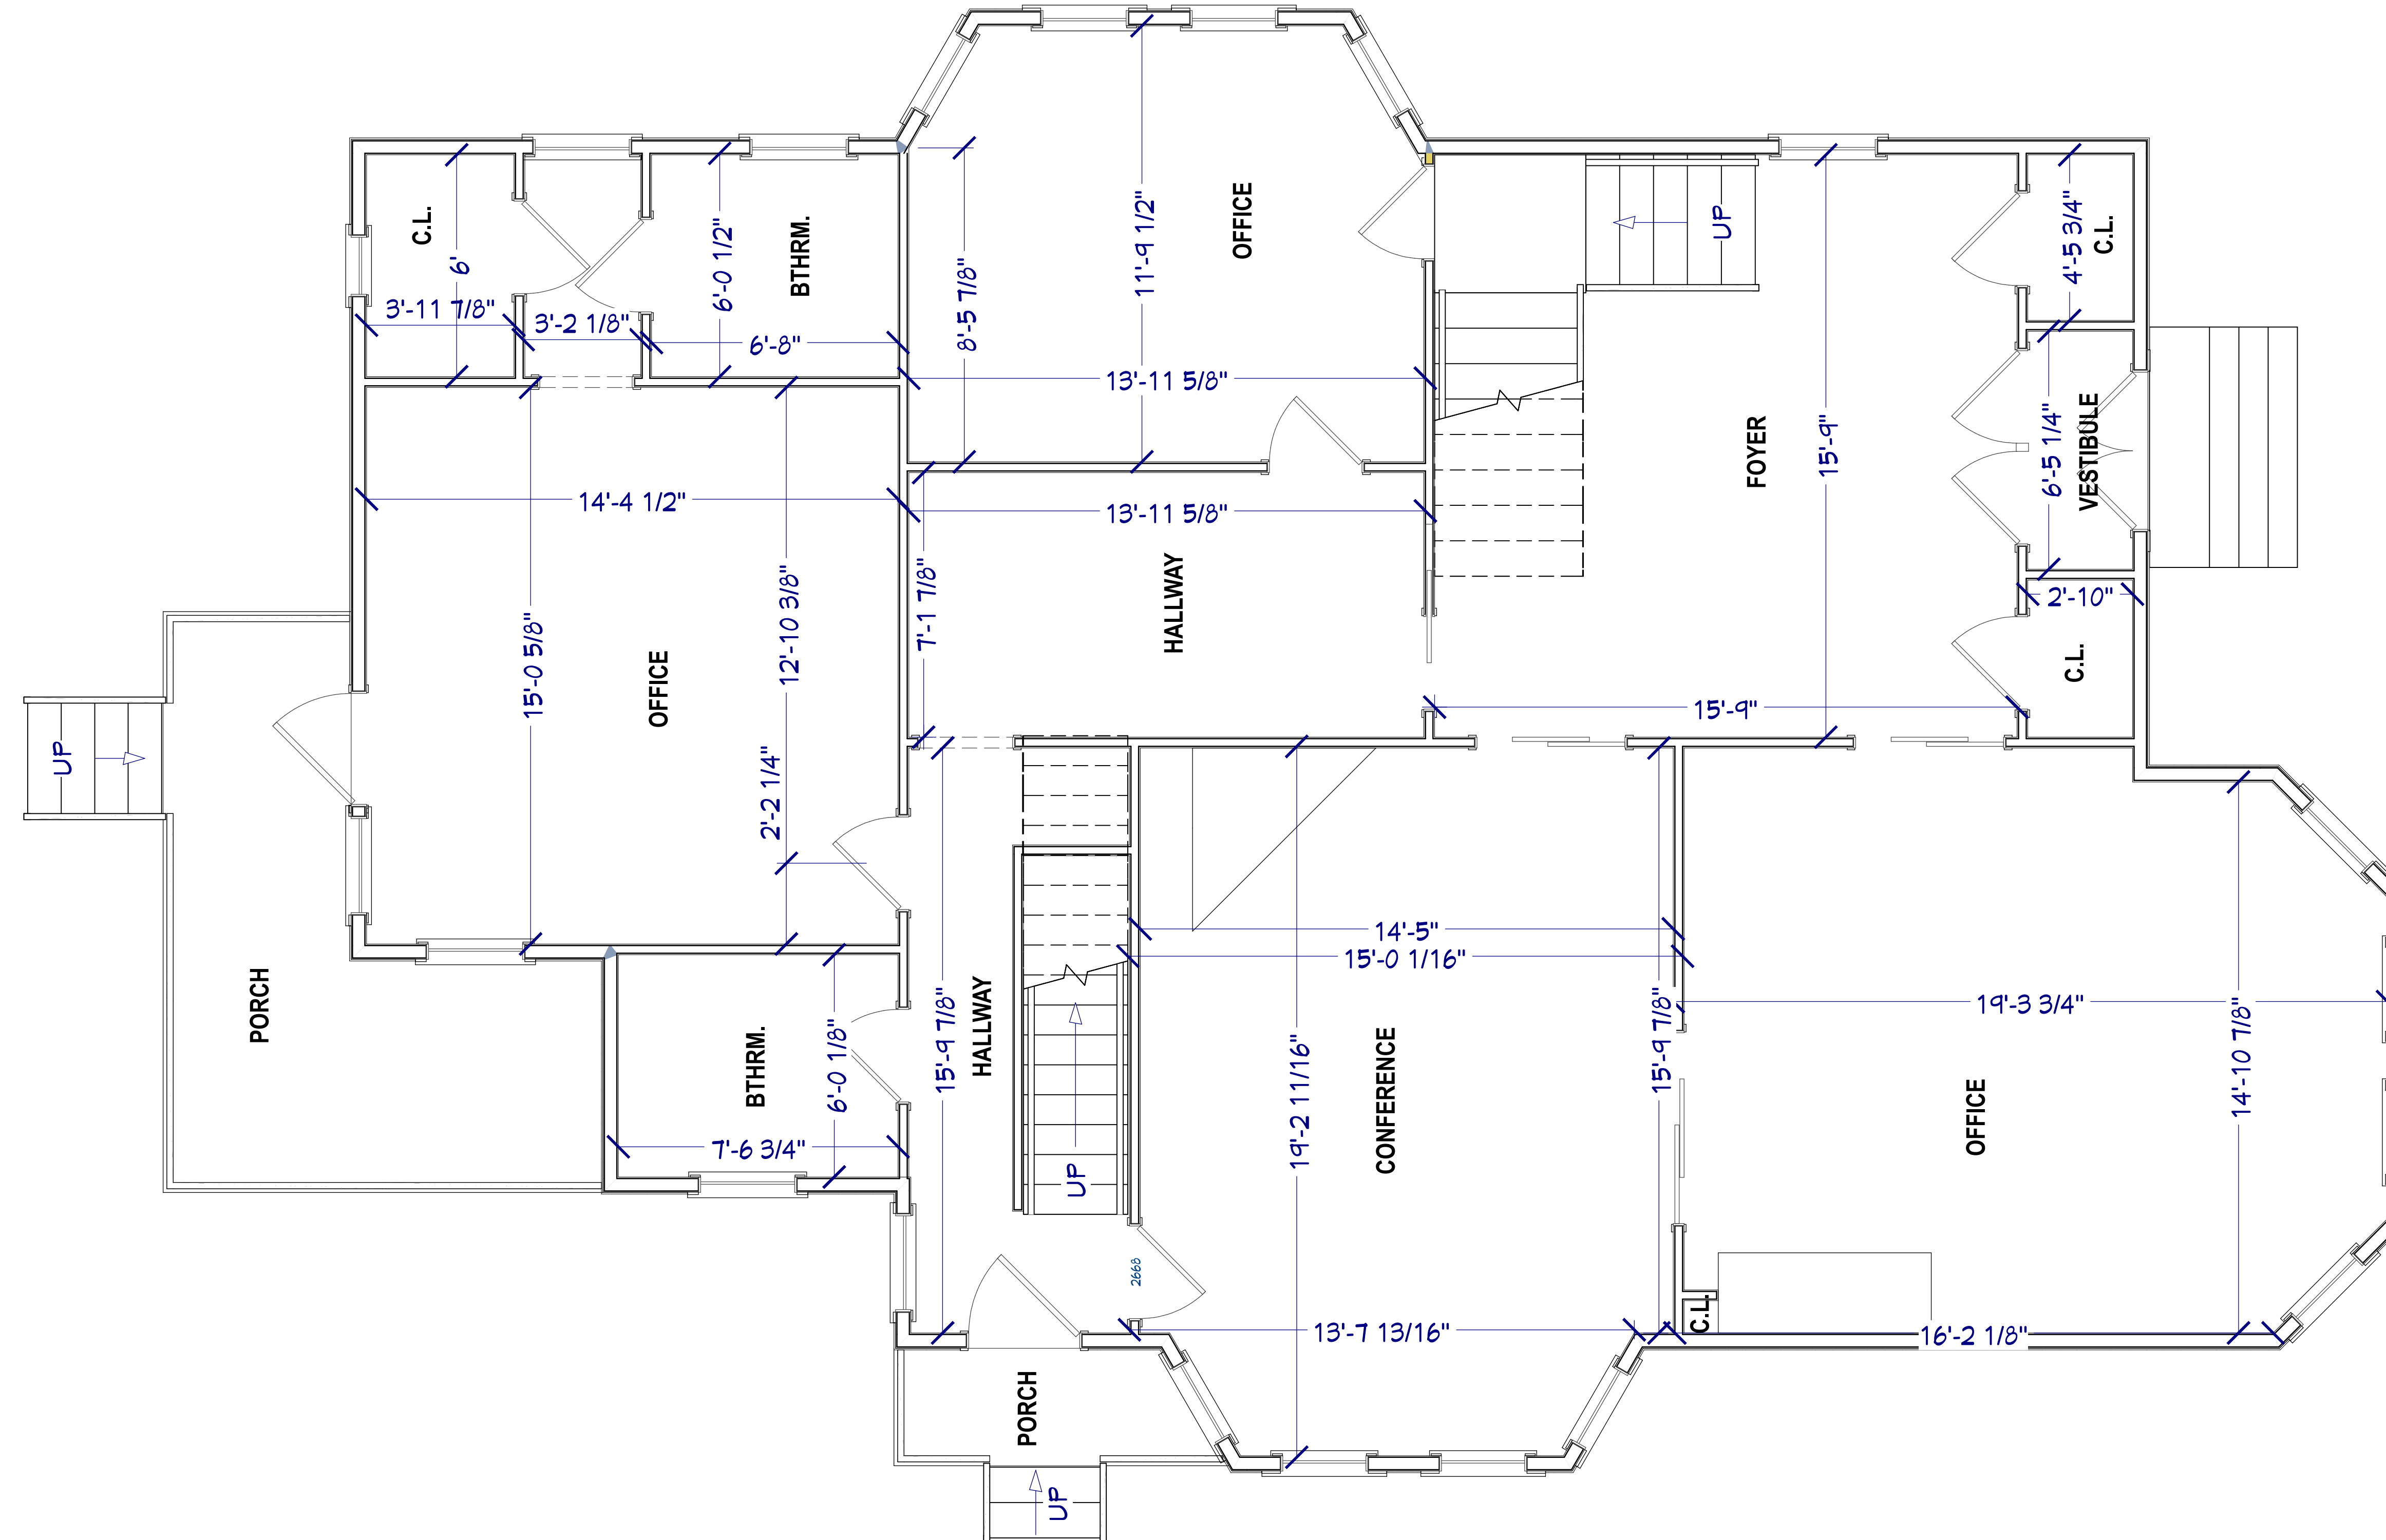 C.L.
6'
3'-11 7/8"
3'-2 1/8"
6'-0 1/2"
BTHRM.
6'-8"
8'-5 7/8"
11'-9 1/2"
OFFICE
13'-11 5/8"
UP
4'-5 3/4"
C.L.
FOYER
15'-9"
6'-5 1/4"
VESTIBULE
14'-4 1/2"
13'-11 5/8"
7'-1 7/8"
HALLWAY
2'-10"
C.L.
15'-0 5/8"
OFFICE
12'-10 3/8"
2'-2 1/4"
15'-9"
UP
PORCH
BTHRM.
6'-0 1/8"
7'-6 3/4"
15'-9 7/8"
HALLWAY
UP
14'-5"
15'-0 1/16"
19'-2 11/16"
CONFERENCE
15'-9 7/8"
19'-3 3/4"
OFFICE
14'-10 7/8"
2668
13'-7 13/16"
C.L.
16'-2 1/8"
PORCH
UP